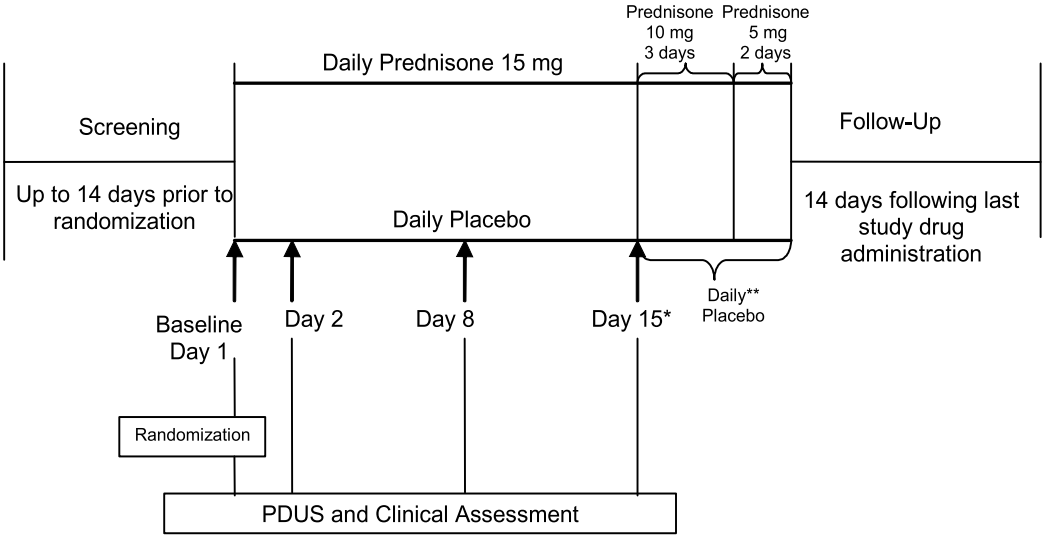 Prednisone
10 mg
3 days
Prednisone
5 mg
2 days
Daily Prednisone 15 mg
Screening
Follow-Up
Up to 14 days prior to
randomization
Daily Placebo
14 days following last
study drug
administration
Daily**
Placebo
Baseline
Day 1
Day 2
Day 8
Day 15*
Randomization
PDUS and Clinical Assessment